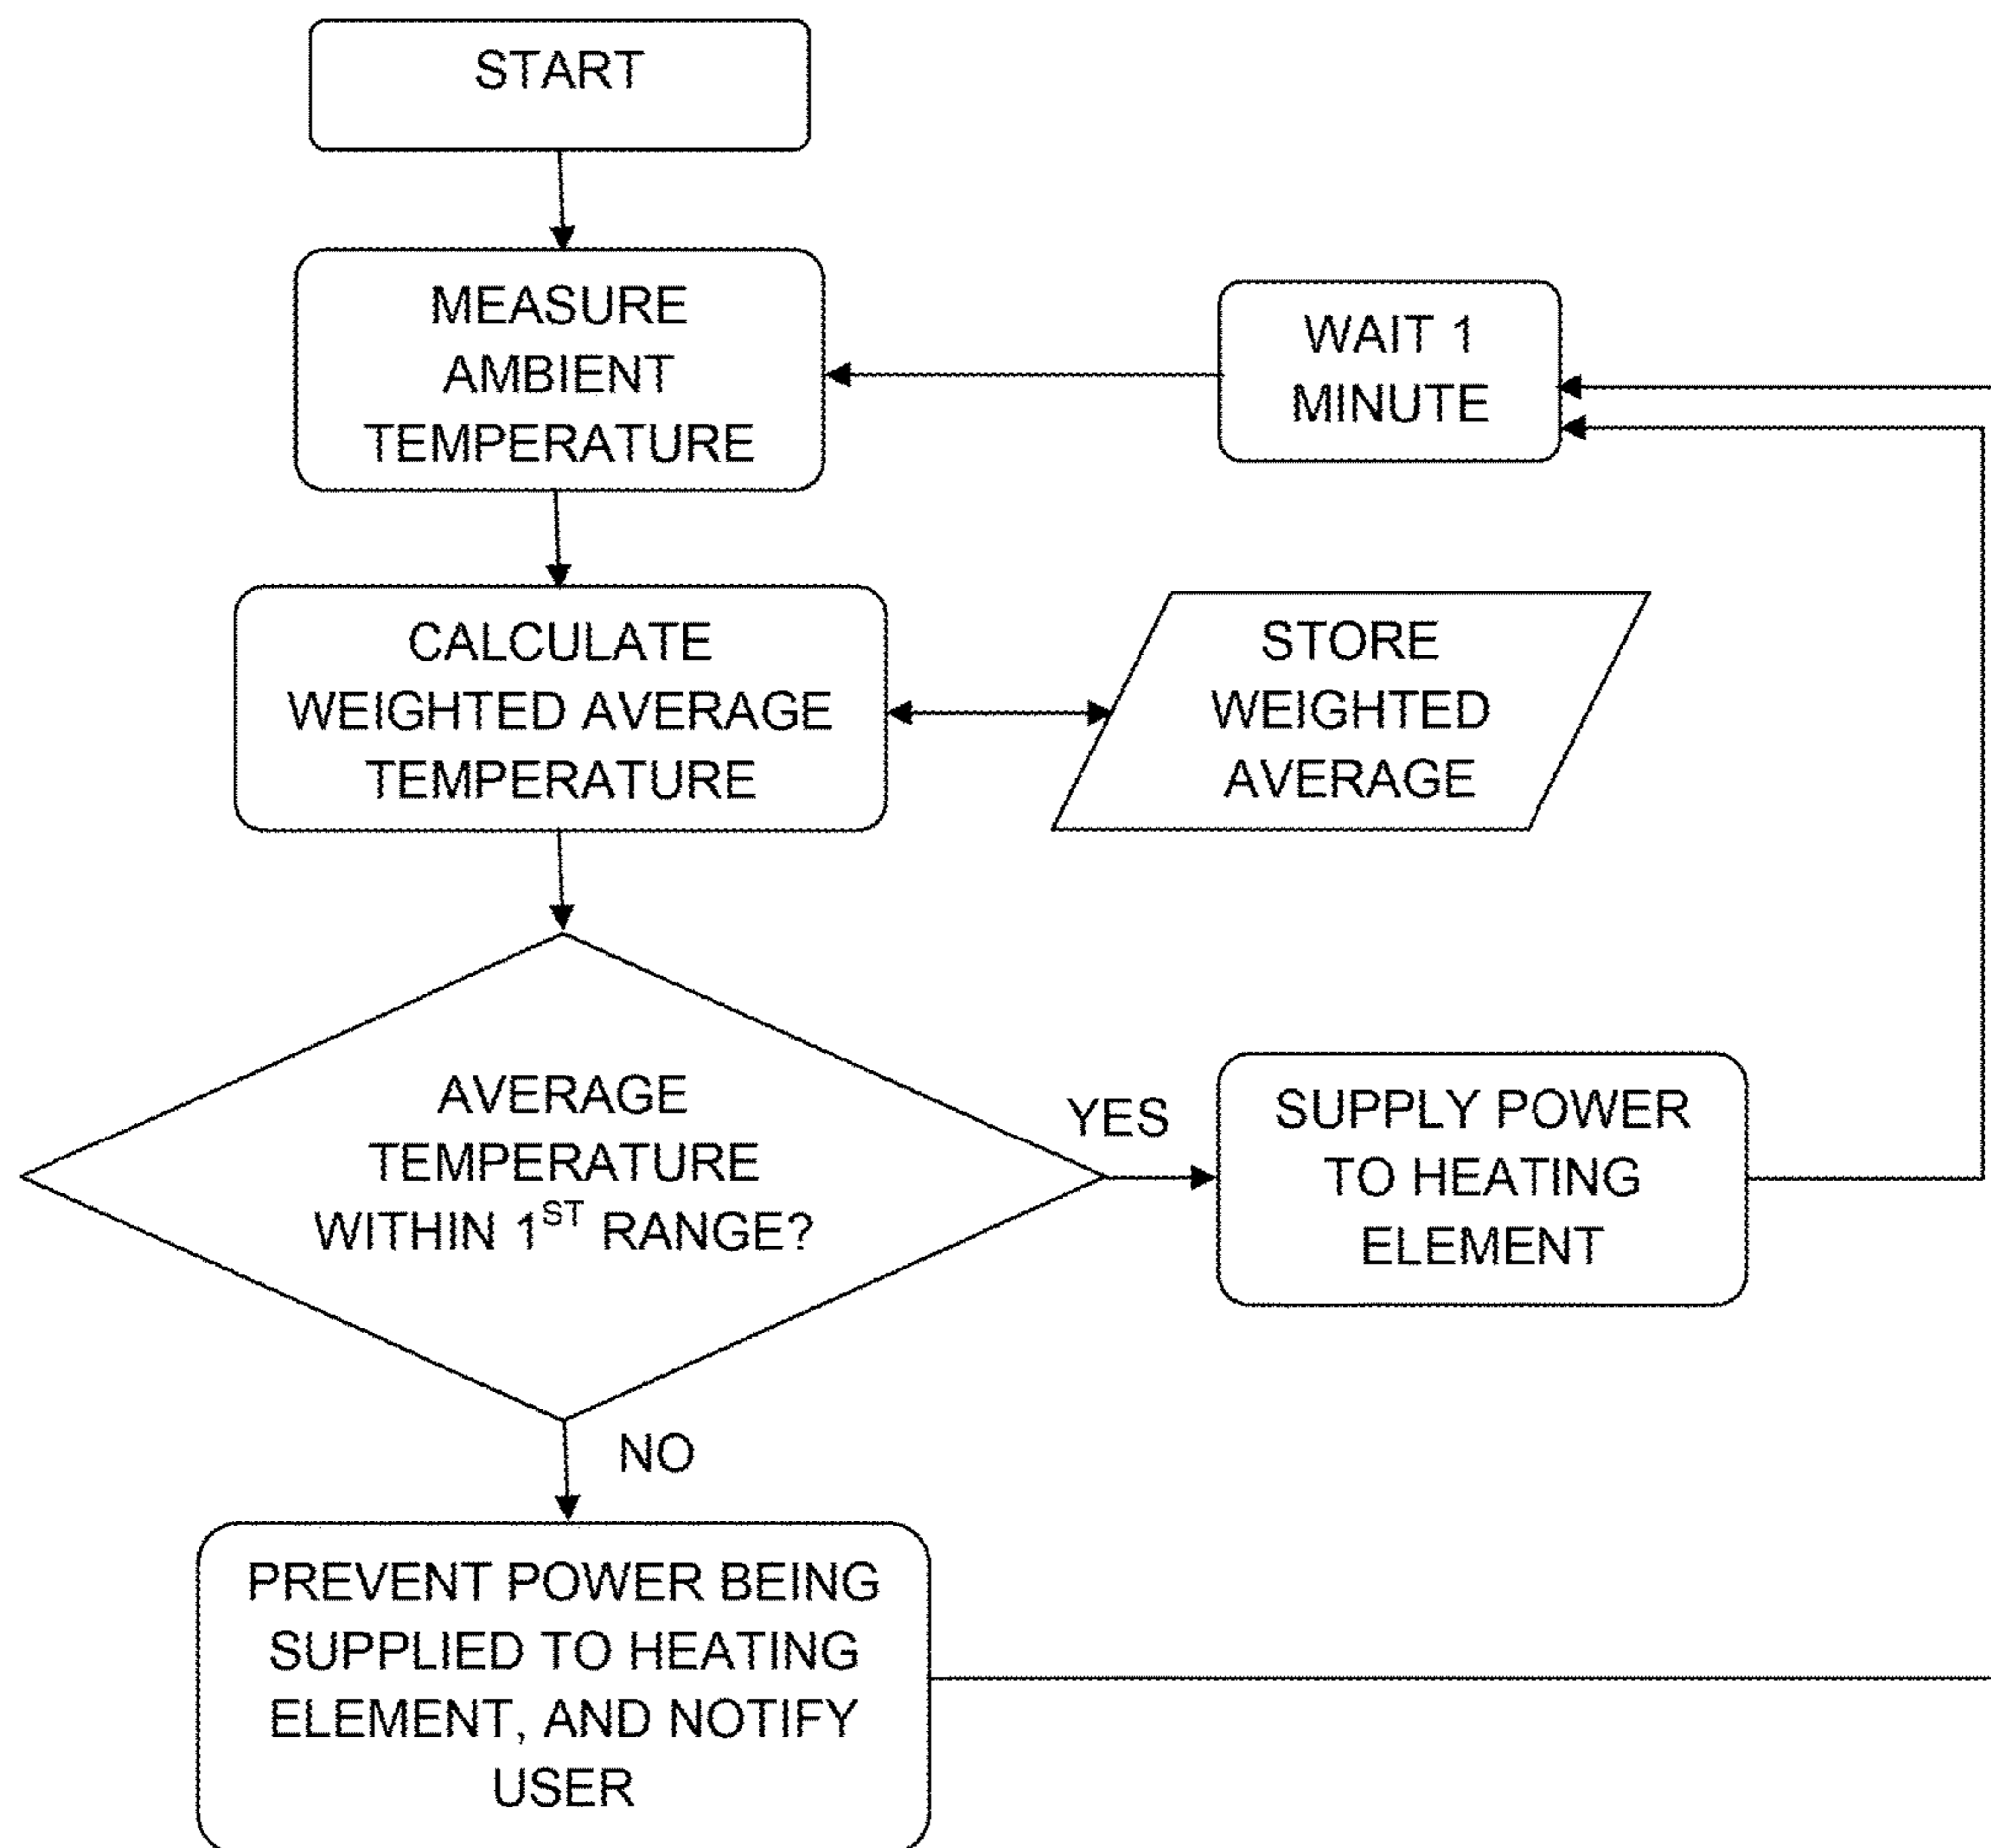 START
MEASURE
AMBIENT
TEMPERATURE
WAIT 1
MINUTE
CALCULATE
WEIGHTED AVERAGE
TEMPERATURE
STORE
WEIGHTED
AVERAGE
AVERAGE
TEMPERATURE
WITHIN 1ST RANGE?
YES
SUPPLY POWER
TO HEATING
ELEMENT
NO
PREVENT POWER BEING
SUPPLIED TO HEATING
ELEMENT, AND NOTIFY
USER